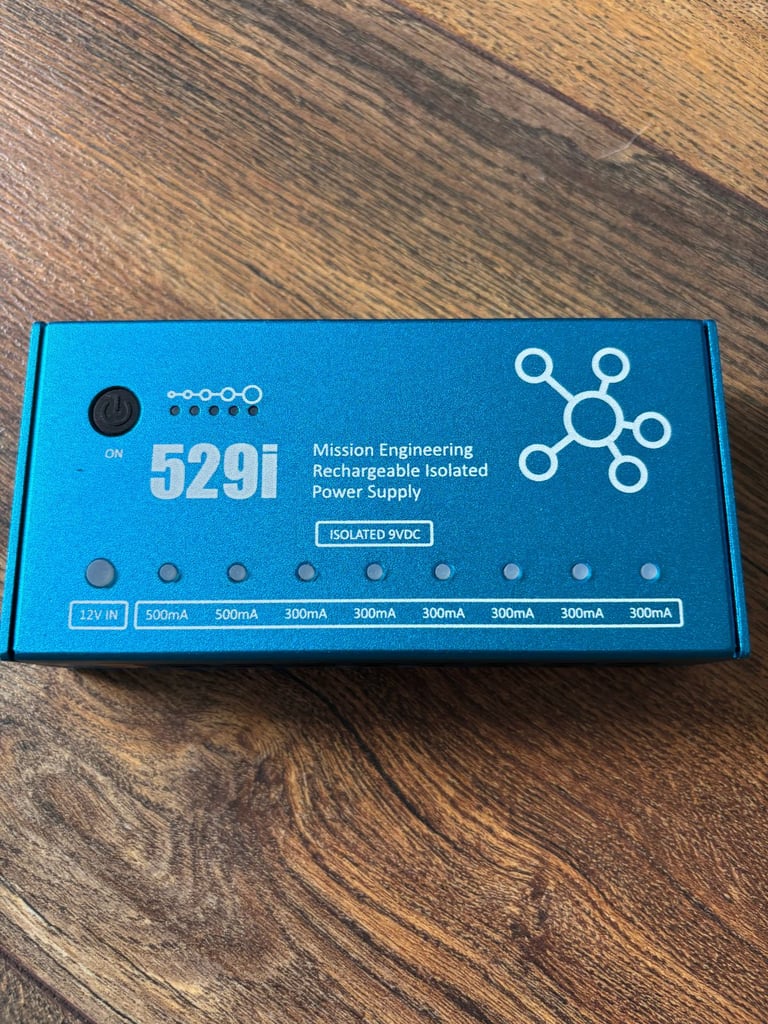 ON
529i
Mission Engineering
Rechargeable Isolated
Power Supply
ISOLATED 9VDC
12V IN 500mA 500mA 300mA 300mA 300mA 300mA 300mA 300mA